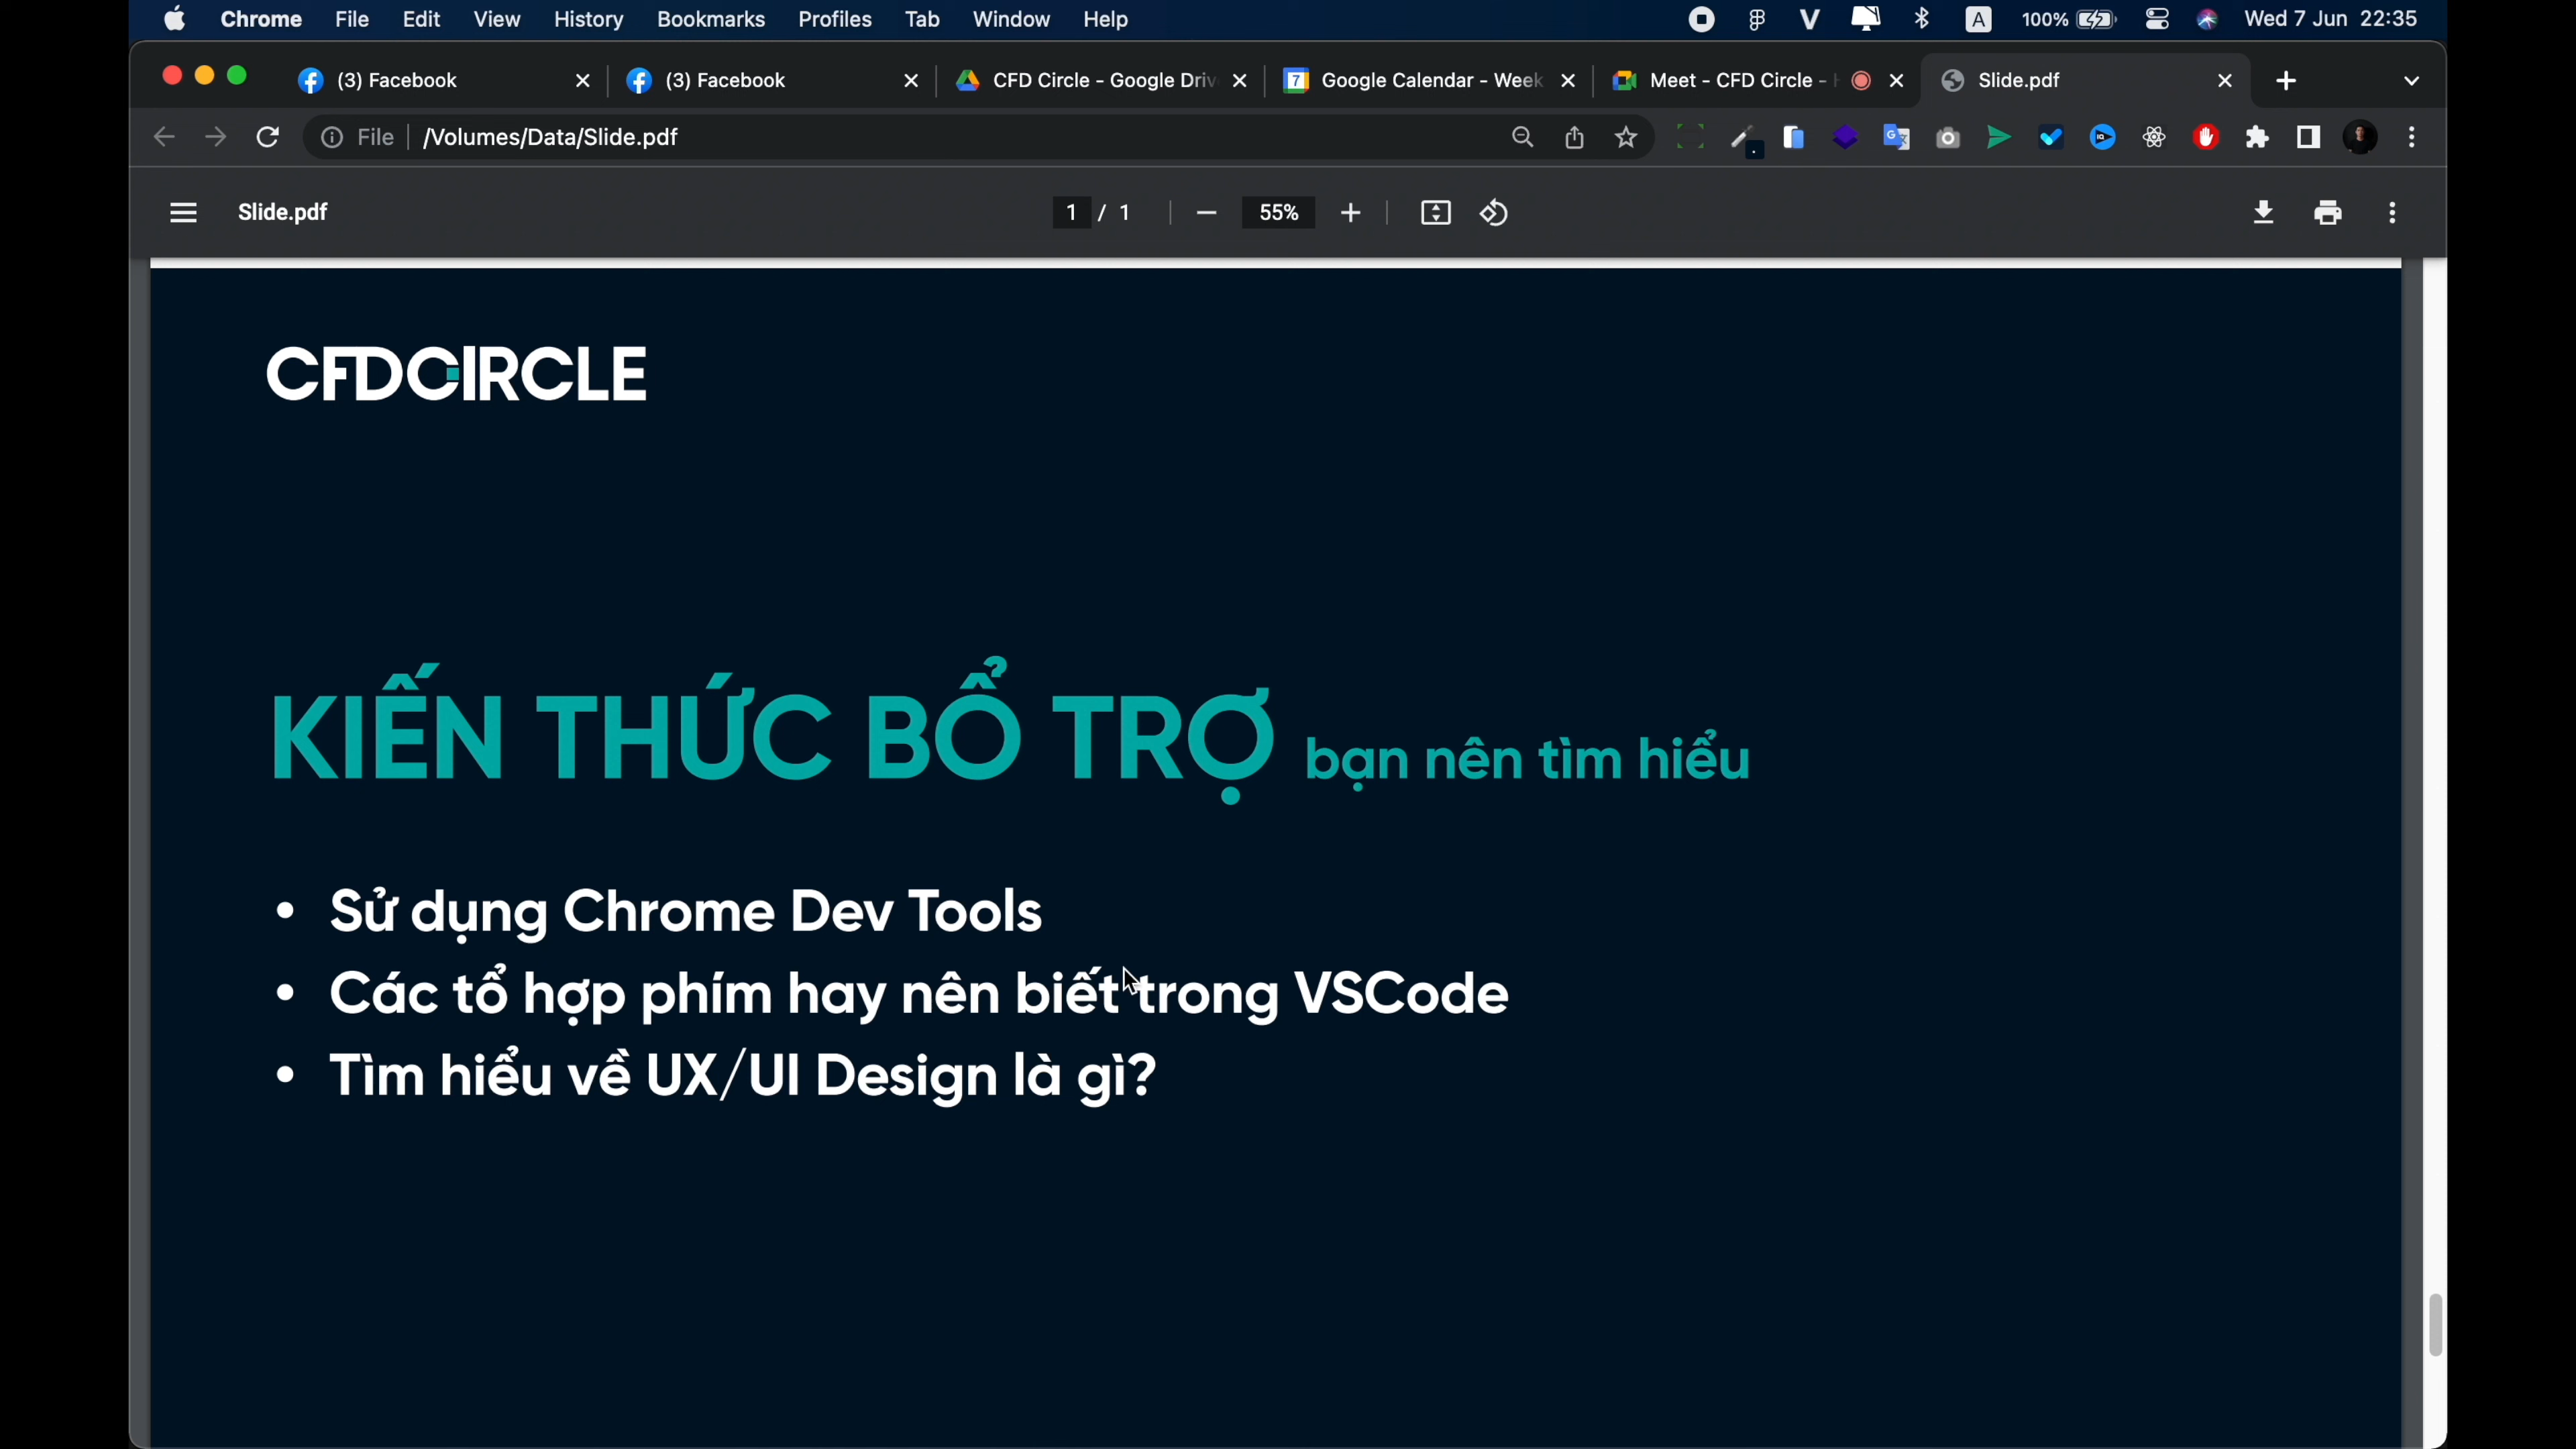 Chrome File Edit View History Bookmarks Profiles Tab Window Help A 100% Wed 7 Jun 22:35
(3) Facebook (3) Facebook CFD Circle - Google Driv 7 Google Calendar - Week Meet - CFD Circle - Slide.pdf
File /Volumes/Data/Slide.pdf
Slide.pdf 1 / 1 55%
CFDCIRCLE
KIẾN THỨC BỔ TRỢ bạn nên tìm hiểu
• Sử dụng Chrome Dev Tools
• Các tổ hợp phím hay nên biết trong VSCode
• Tìm hiểu về UX/UI Design là gì?